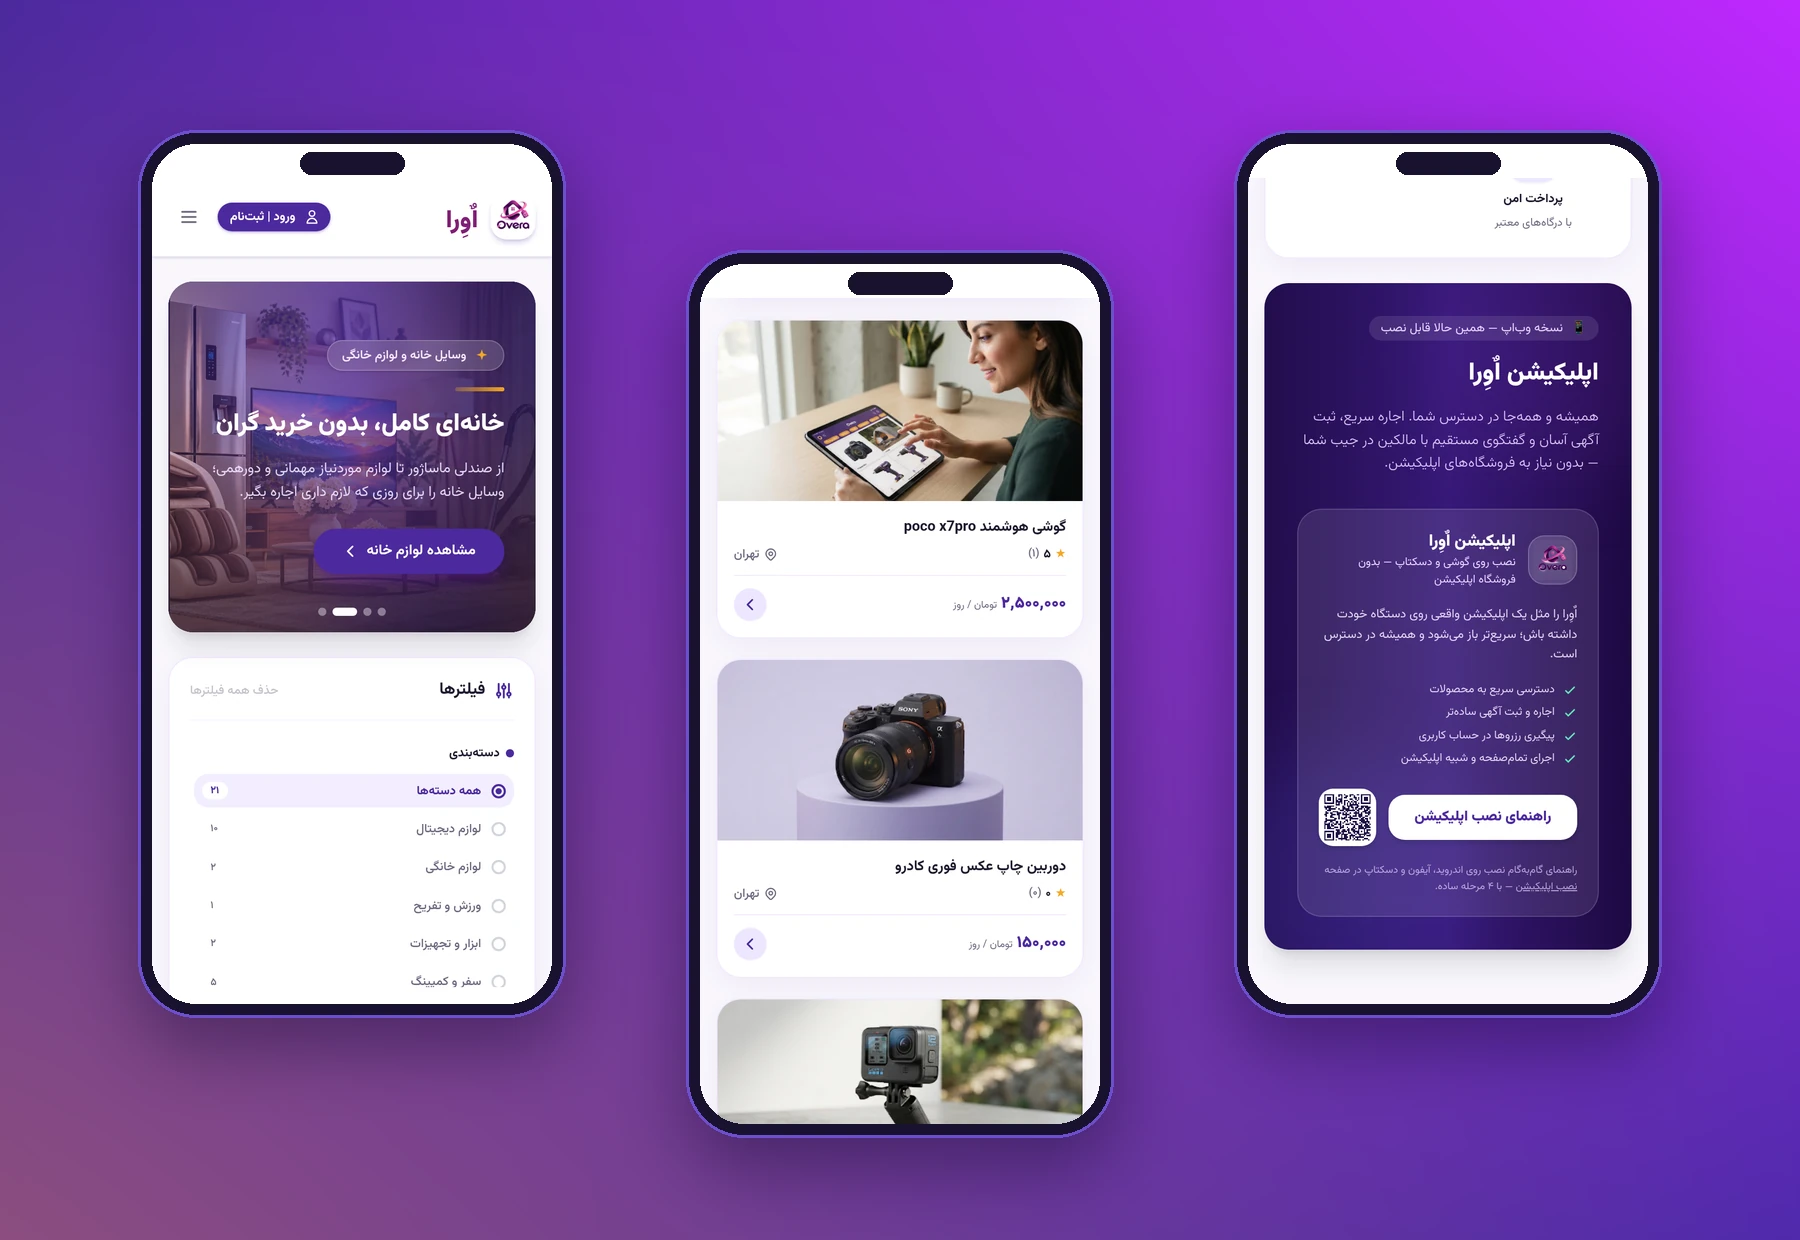 Overa
اُوِرا
ورود | ثبت‌نام
وسایل خانه و لوازم خانگی
خانه‌ای کامل، بدون خرید گران
از صندلی ماساژور تا لوازم موردنیاز مهمانی و دورهمی؛
وسایل خانه را برای روزی که لازم داری اجاره بگیر.
مشاهده لوازم خانه
فیلترها
حذف همه فیلترها
دسته‌بندی
همه دسته‌ها
۲۱
لوازم دیجیتال
۱۰
لوازم خانگی
۲
ورزش و تفریح
۱
ابزار و تجهیزات
۲
سفر و کمپینگ
۵
گوشی هوشمند poco x7pro
۵ (۱)
تهران
۲,۵۰۰,۰۰۰ تومان / روز
SONY
α
دوربین چاپ عکس فوری کادرو
۰ (۰)
تهران
۱۵۰,۰۰۰ تومان / روز
پرداخت امن
با درگاه‌های معتبر
نسخه وب‌اپ — همین حالا قابل نصب
اپلیکیشن اُوِرا
همیشه و همه‌جا در دسترس شما. اجاره سریع، ثبت
آگهی آسان و گفتگوی مستقیم با مالکین در جیب شما
— بدون نیاز به فروشگاه‌های اپلیکیشن.
Overa
اپلیکیشن اُوِرا
نصب روی گوشی و دسکتاپ — بدون
فروشگاه اپلیکیشن
اُوِرا را مثل یک اپلیکیشن واقعی روی دستگاه خودت
داشته باش؛ سریع‌تر باز می‌شود و همیشه در دسترس
است.
دسترسی سریع به محصولات
اجاره و ثبت آگهی ساده‌تر
پیگیری رزروها در حساب کاربری
اجرای تمام‌صفحه و شبیه اپلیکیشن
راهنمای نصب اپلیکیشن
راهنمای گام‌به‌گام نصب روی اندروید، آیفون و دسکتاپ در صفحه
نصب اپلیکیشن — با ۴ مرحله ساده.